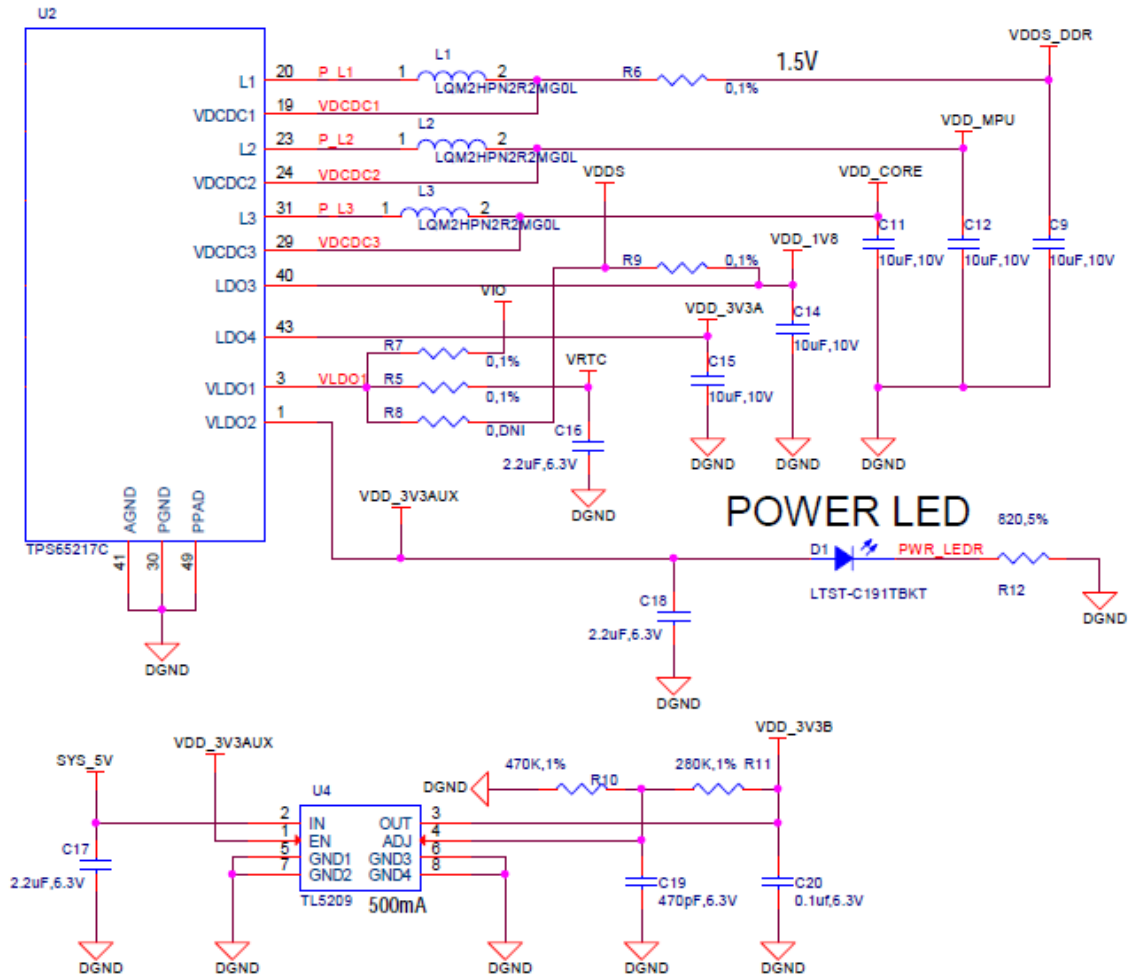 U2
VDDS_DDR
L1
20 P_L1 1 2 R6 1.5V
L1 LQM2HPN2R2MG0L 0,1%
19 VDCDC1
VDCDC1 L2 VDD_MPU
23 P_L2 1 2
L2 LQM2HPN2R2MG0L
24 VDCDC2 VDDS VDD_CORE
VDCDC2 L3
31 P_L3 1 2
L3 LQM2HPN2R2MG0L C11 C12 C9
29 VDCDC3 VDD_1V8
VDCDC3 10uF,10V 10uF,10V 10uF,10V
40 R9 0,1%
LDO3 VIO
VDD_3V3A C14
43 10uF,10V
LDO4 R7
0,1% VRTC C15
3 VLDO1 R5
VLDO1 0,1% 10uF,10V
1 R8
VLDO2 0,DNI C16
2.2uF,6.3V DGND DGND DGND
DGND
AGND PGND PPAD
VDD_3V3AUX
POWER LED 820,5%
TPS65217C
41 30 49
D1 PWR_LEDR
LTST-C191TBKT R12
C18
2.2uF,6.3V DGND
DGND
DGND
VDD_3V3B
VDD_3V3AUX
SYS_5V 470K,1% 280K,1% R11
DGND R10
U4
2 IN OUT 3
1 EN ADJ 4
5 GND1 GND3 6
7 GND2 GND4 8
C17
2.2uF,6.3V TL5209 500mA
C19 C20
470pF,6.3V 0.1uf,6.3V
DGND DGND DGND DGND DGND